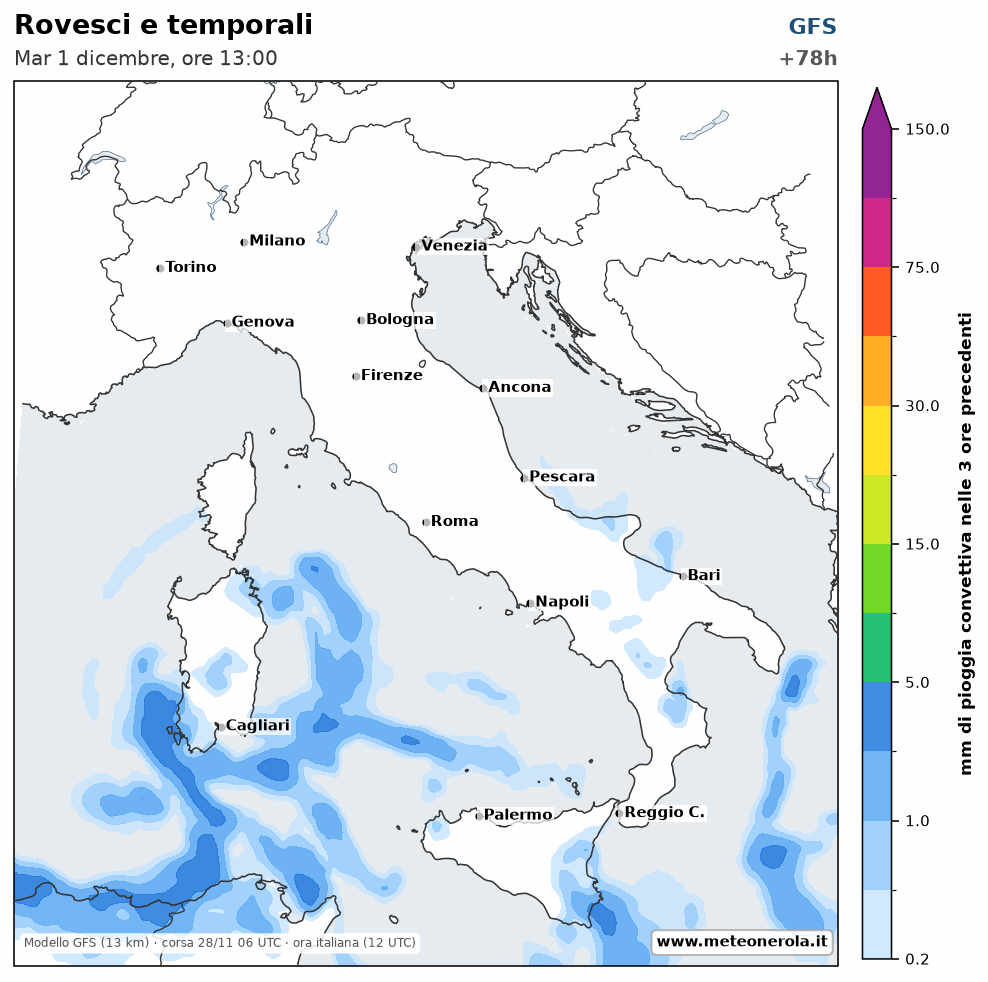 Rovesci e temporali
GFS
Mar 1 dicembre, ore 13:00
+78h
150.0
75.0
30.0
15.0
5.0
1.0
0.2
mm di pioggia convettiva nelle 3 ore precedenti
Milano
Venezia
Torino
Genova
Bologna
Firenze
Ancona
Pescara
Roma
Bari
Napoli
Cagliari
Palermo
Reggio C.
Modello GFS (13 km) · corsa 28/11 06 UTC · ora italiana (12 UTC)
www.meteonerola.it